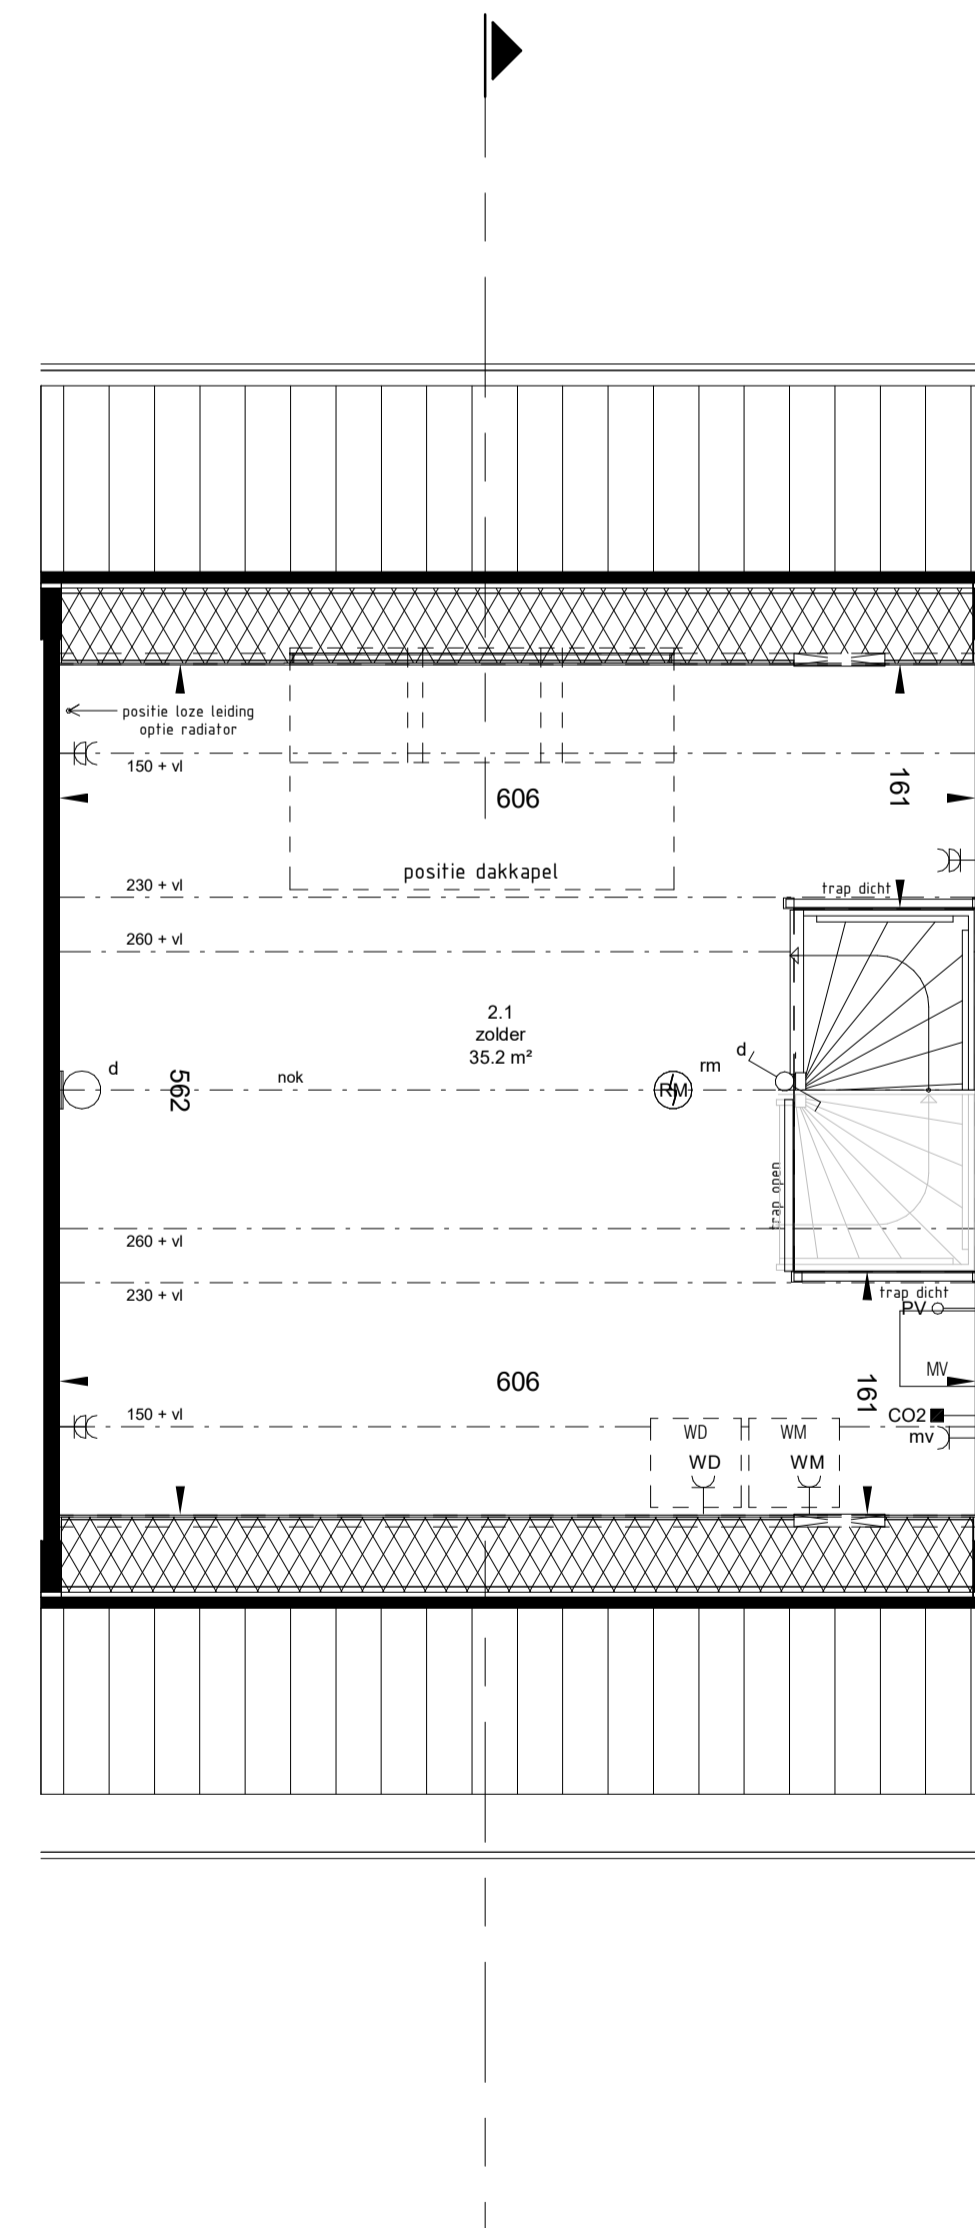 positie loze leiding
optie radiator
150 + vl
606
161
positie dakkapel
230 + vl
trap dicht
260 + vl
2.1
zolder
35.2 m²
d
562
nok
RM
rm
d
trap open
260 + vl
230 + vl
trap dicht
PV
MV
606
161
150 + vl
CO2
mv
WD
WM
WD
WM